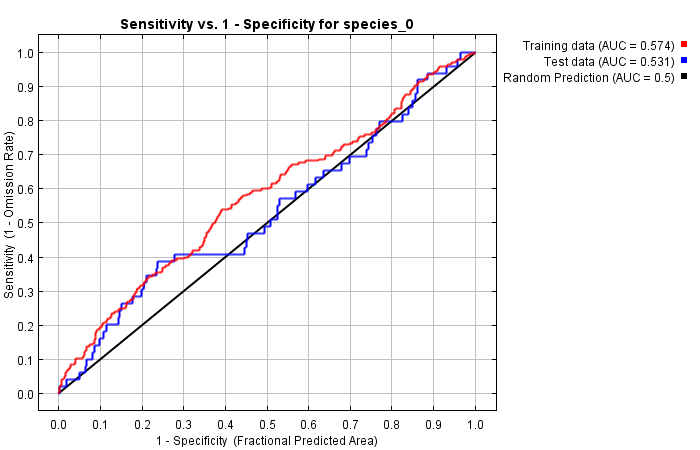 Sensitivity vs. 1 - Specificity for species_0
Training data (AUC = 0.574)
Test data (AUC = 0.531)
Random Prediction (AUC = 0.5)
Sensitivity (1 - Omission Rate)
1.0
0.9
0.8
0.7
0.6
0.5
0.4
0.3
0.2
0.1
0.0
0.0 0.1 0.2 0.3 0.4 0.5 0.6 0.7 0.8 0.9 1.0
1 - Specificity (Fractional Predicted Area)